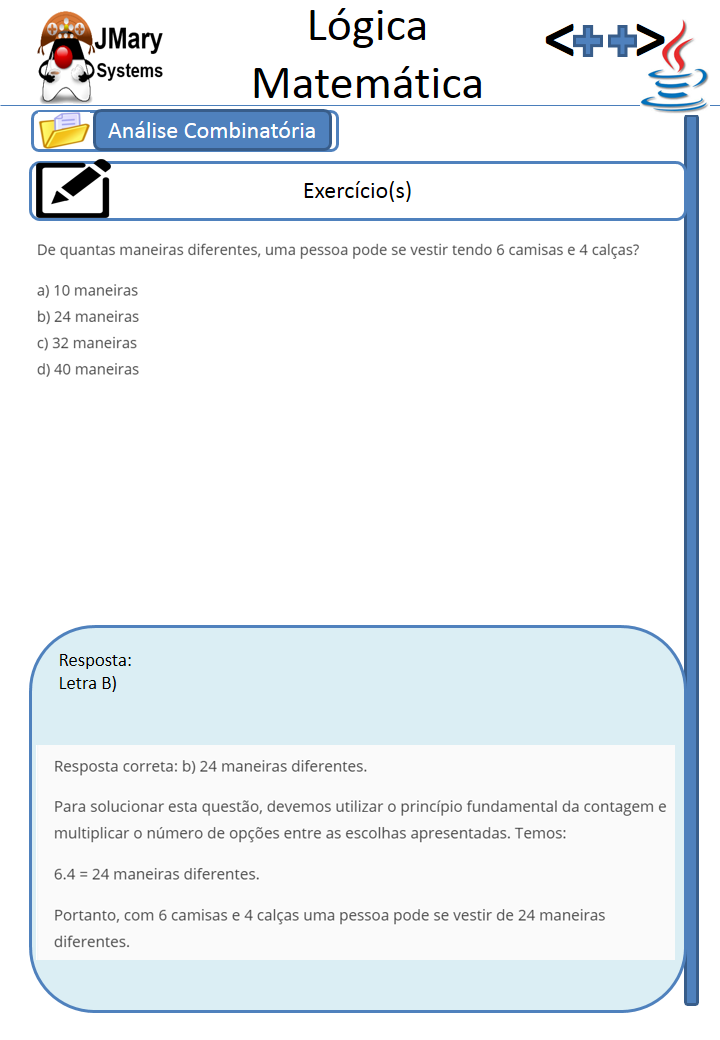 JMary
Systems
Lógica
Matemática
<++>
Análise Combinatória
Exercício(s)
De quantas maneiras diferentes, uma pessoa pode se vestir tendo 6 camisas e 4 calças?
a) 10 maneiras
b) 24 maneiras
c) 32 maneiras
d) 40 maneiras
Resposta:
Letra B)
Resposta correta: b) 24 maneiras diferentes.
Para solucionar esta questão, devemos utilizar o princípio fundamental da contagem e
multiplicar o número de opções entre as escolhas apresentadas. Temos:
6.4 = 24 maneiras diferentes.
Portanto, com 6 camisas e 4 calças uma pessoa pode se vestir de 24 maneiras
diferentes.